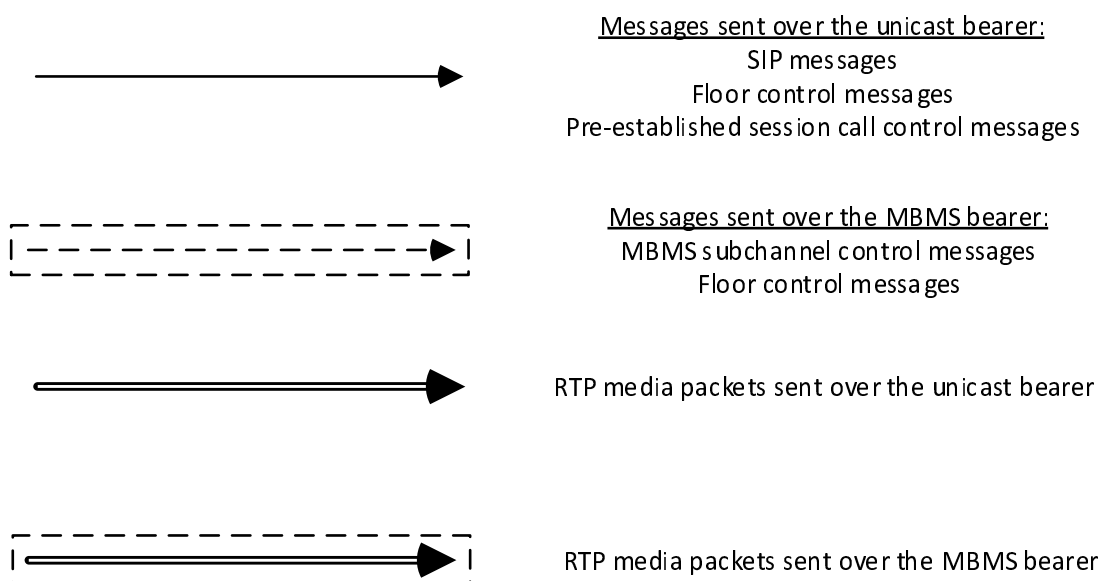 Messages sent over the unicast bearer:
SIP messages
Floor control messages
Pre-established session call control messages
Messages sent over the MBMS bearer:
MBMS subchannel control messages
Floor control messages
RTP media packets sent over the unicast bearer
RTP media packets sent over the MBMS bearer